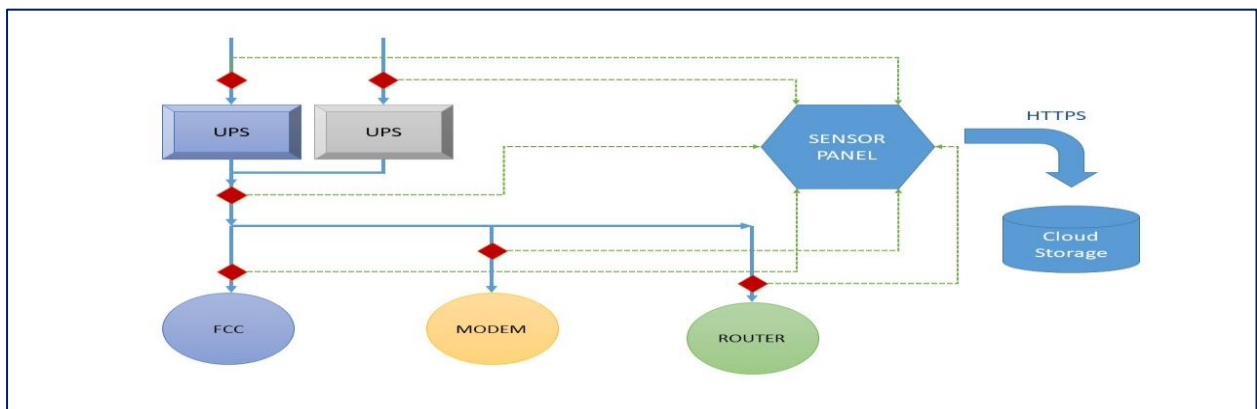 UPS
UPS
SENSOR
PANEL
HTTPS
Cloud
Storage
FCC
MODEM
ROUTER